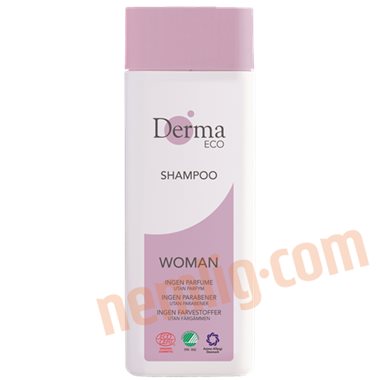 Derma
ECO
SHAMPOO
WOMAN
INGEN PARFUME
UTAN PARFYM
INGEN PARABENER
UTAN PARABENER
INGEN FARVESTOFFER
UTAN FÄRGÄMNEN
nemlig.com